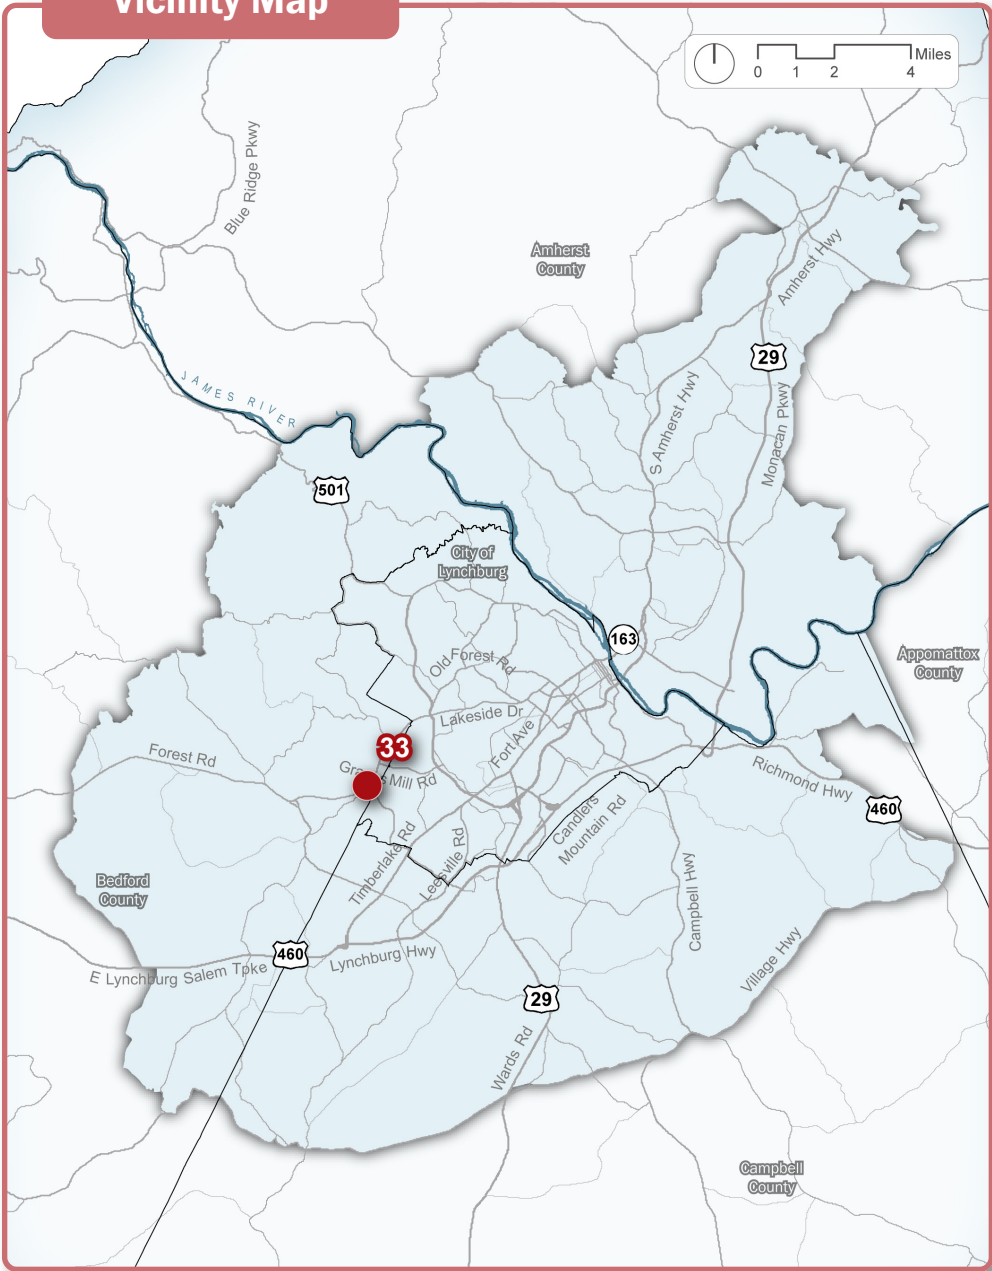 Vicinity Map
Miles
0 1 2 4
Blue Ridge Pkwy
Amherst
County
Amherst Hwy
29
JAMES RIVER
S Amherst Hwy
Monacan Pkwy
501
City of
Lynchburg
163
Old Forest Rd
Appomattox
County
Lakeside Dr
Fort Ave
33
Forest Rd
Mill Rd
Richmond Hwy
460
Candlers
Mountain Rd
Timberlake Rd
Leesville Rd
Bedford
County
Campbell Hwy
460
Lynchburg Hwy
E Lynchburg Salem Tpke
Village Hwy
29
Wards Rd
Campbell
County